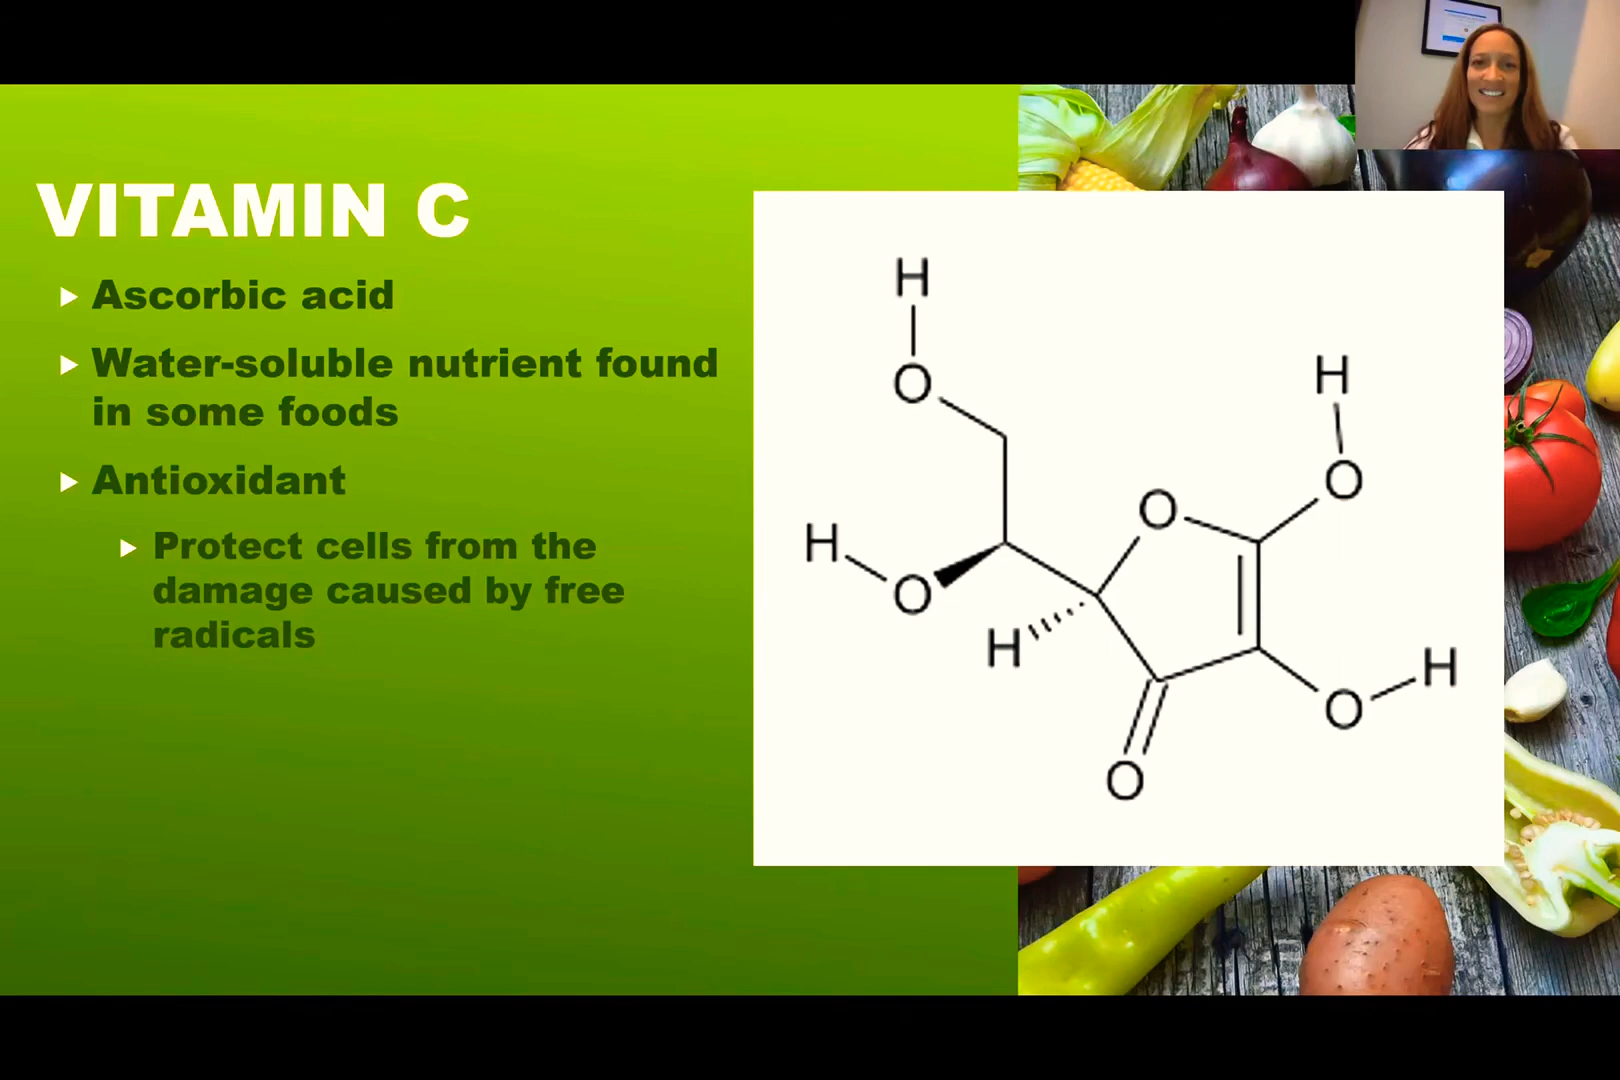 VITAMIN C
Ascorbic acid
Water-soluble nutrient found
in some foods
Antioxidant
Protect cells from the
damage caused by free
radicals
H
O
H
O
H
O
H
O
H
O
H
O